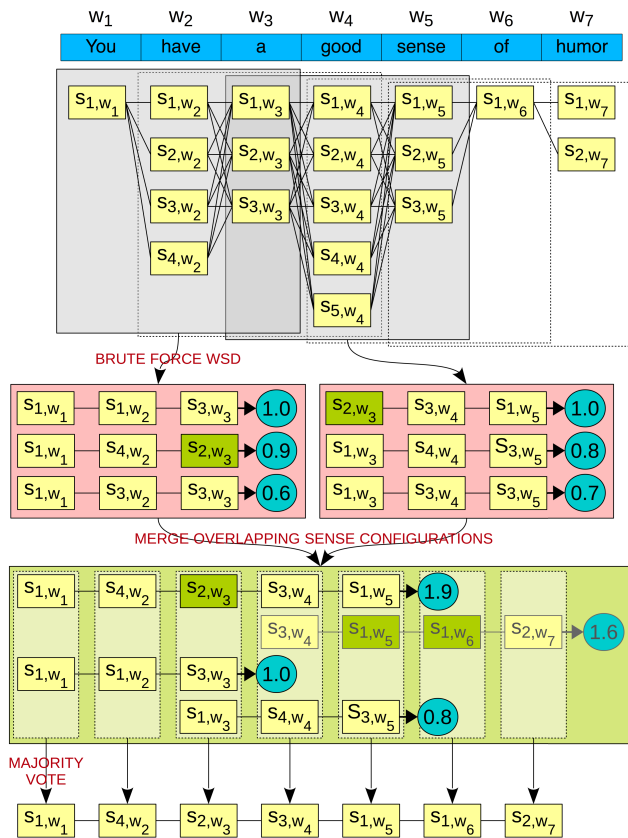 w1 w2 w3 w4 w5 w6 w7
You have a good sense of humor
s1,w1 s1,w2 s1,w3 s1,w4 s1,w5 s1,w6 s1,w7
s2,w2 s2,w3 s2,w4 s2,w5 s2,w7
s3,w2 s3,w3 s3,w4 s3,w5
s4,w2 s4,w4
s5,w4
BRUTE FORCE WSD
s1,w1 s1,w2 s3,w3 1.0 s2,w3 s3,w4 s1,w5 1.0
s1,w1 s4,w2 s2,w3 0.9 s1,w3 s4,w4 S3,w5 0.8
s1,w1 s3,w2 s3,w3 0.6 s1,w3 s3,w4 s3,w5 0.7
MERGE OVERLAPPING SENSE CONFIGURATIONS
s1,w1 s4,w2 s2,w3 s3,w4 s1,w5 1.9
s3,w4 s1,w5 s1,w6 s2,w7 1.6
s1,w1 s1,w2 s3,w3 1.0
s1,w3 s4,w4 S3,w5 0.8
MAJORITY
VOTE
s1,w1 s4,w2 s2,w3 s3,w4 s1,w5 s1,w6 s2,w7